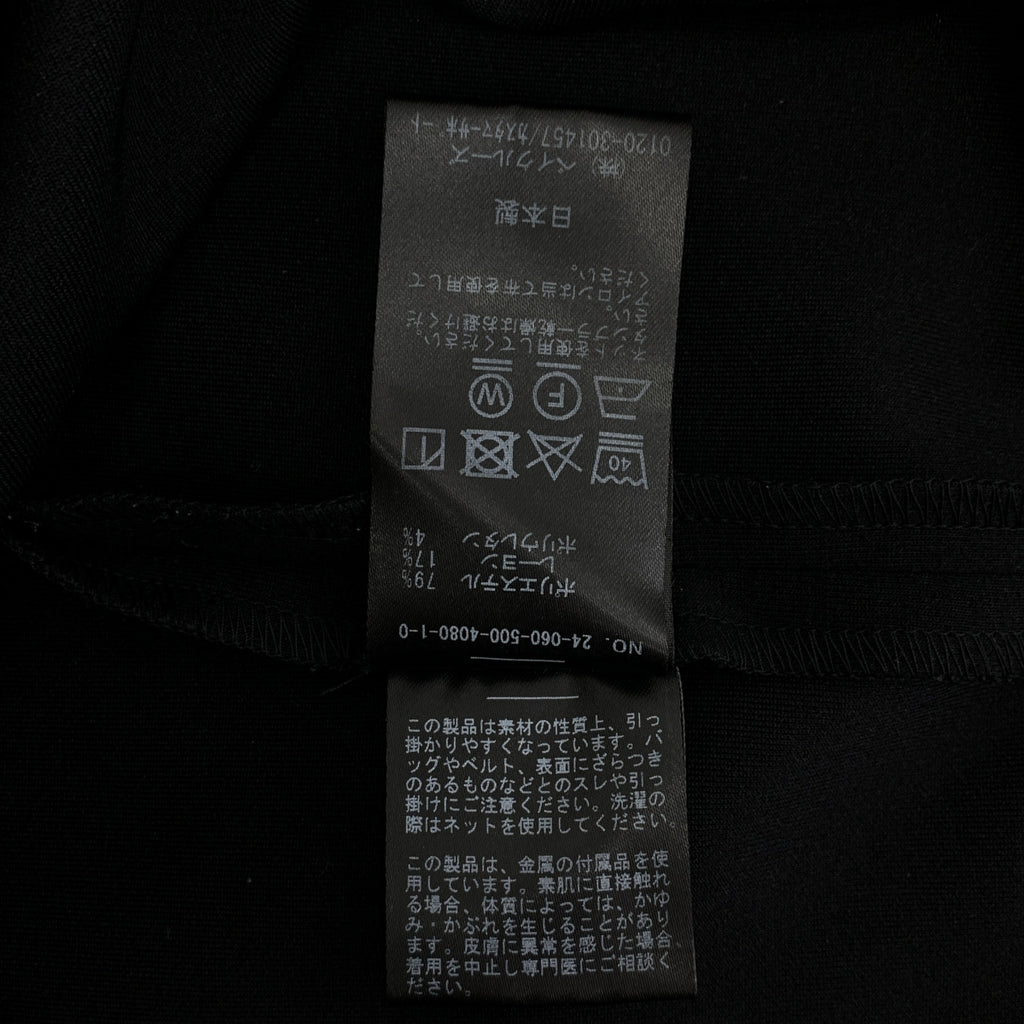 NO. 24-060-500-4080-1-0
ポリエステル 79%
レーヨン 17%
ポリウレタン 4%
40
F W
ネットを使用してください。
タンブラー乾燥はお避けくだ
さい。
アイロンは当て布を使用して
ください。
日本製
(株)ベイクルーズ
0120-301457/ｶｽﾀﾏｰｻﾎﾟｰﾄ
この製品は素材の性質上、引っ
掛かりやすくなっています。バ
ッグやベルト、表面にざらつき
のあるものなどとのスレや引っ
掛けにご注意ください。洗濯の
際はネットを使用してください。
この製品は、金属の付属品を使
用しています。素肌に直接触れ
る場合、体質によっては、かゆ
み・かぶれを生じることがあり
ます。皮膚に異常を感じた場合、
着用を中止し専門医にご相談く
ださい。